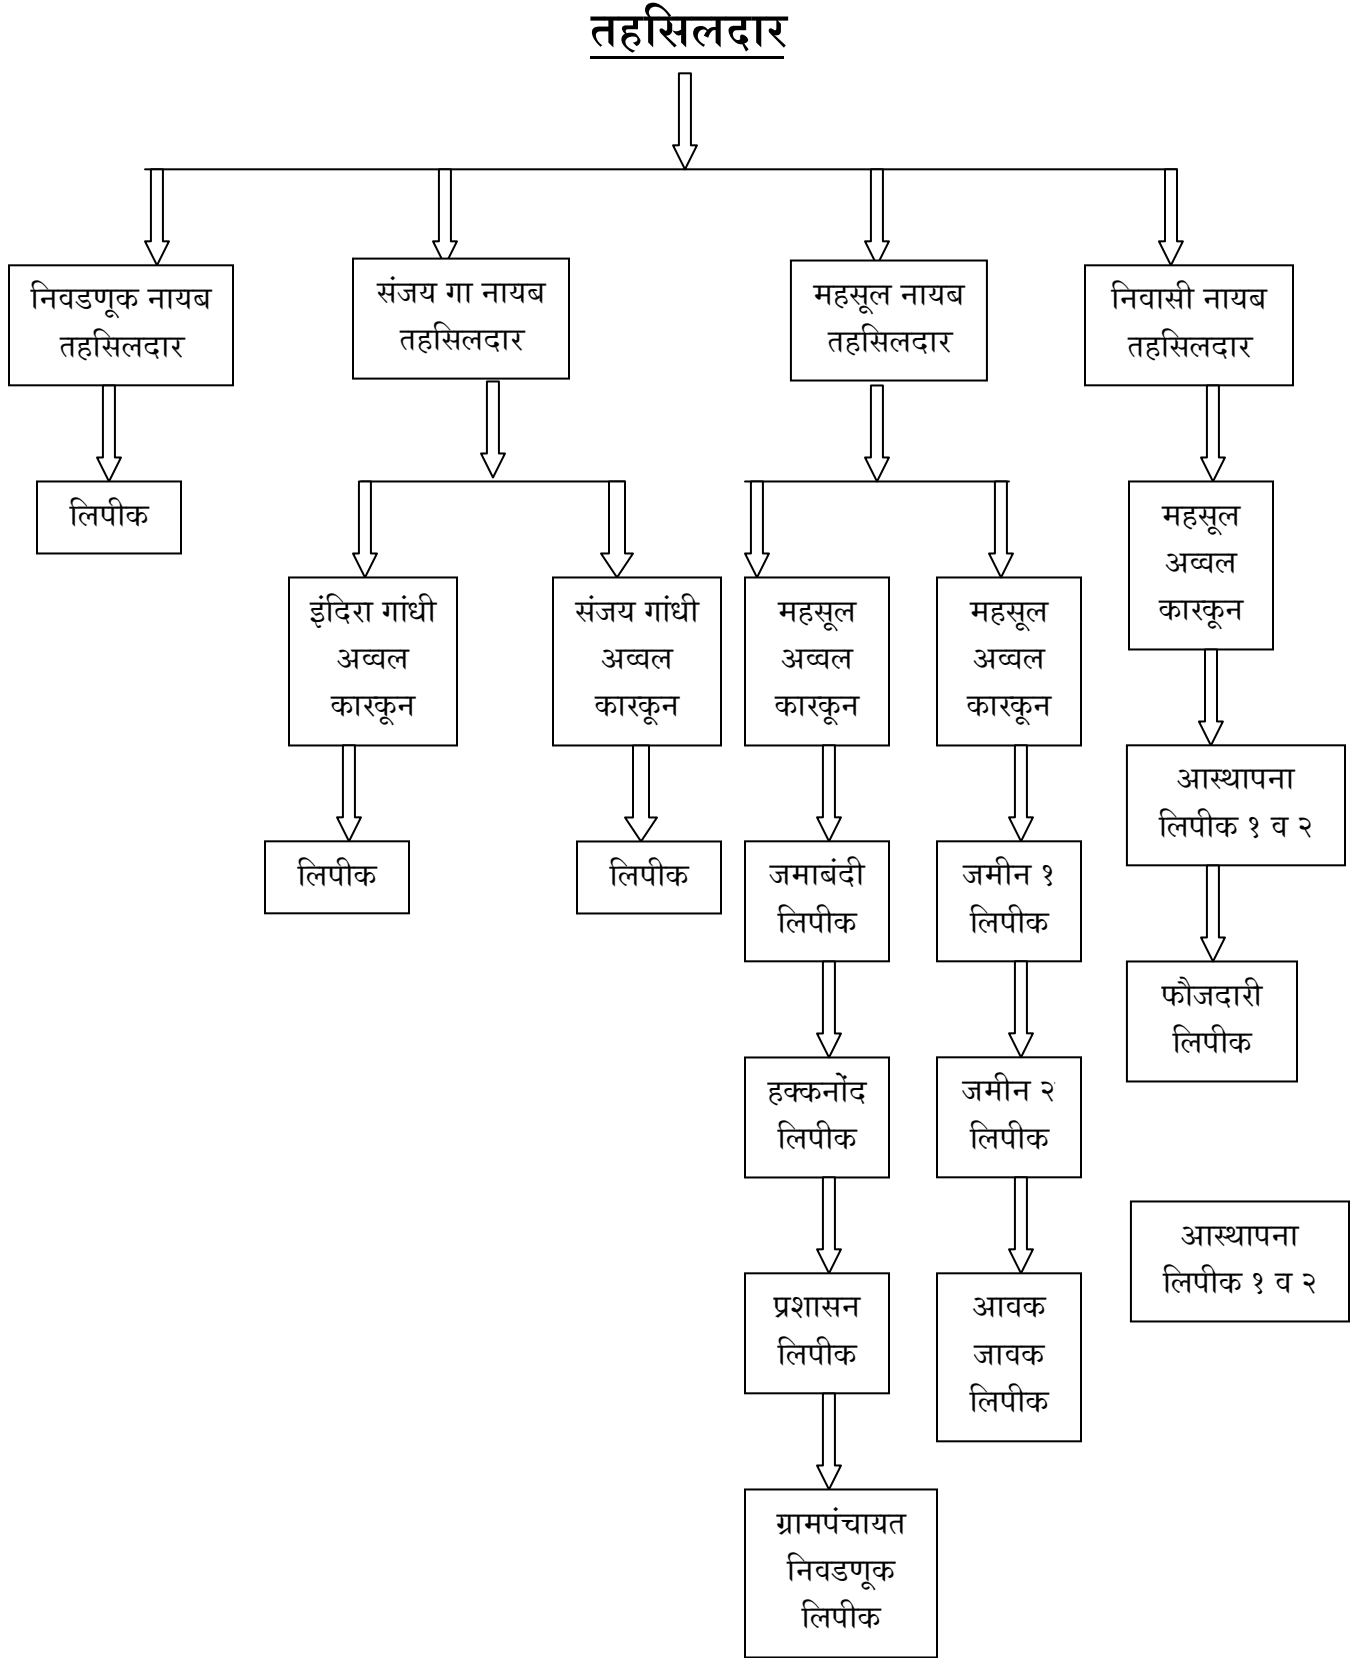 तहसिलदार
निवडणूक नायब
तहसिलदार
संजय गा नायब
तहसिलदार
महसूल नायब
तहसिलदार
निवासी नायब
तहसिलदार
लिपीक
महसूल
अव्वल
कारकून
इंदिरा गांधी
अव्वल
कारकून
संजय गांधी
अव्वल
कारकून
महसूल
अव्वल
कारकून
महसूल
अव्वल
कारकून
आस्थापना
लिपीक १ व २
लिपीक
लिपीक
जमाबंदी
लिपीक
जमीन १
लिपीक
फौजदारी
लिपीक
हक्कनोंद
लिपीक
जमीन २
लिपीक
आस्थापना
लिपीक १ व २
प्रशासन
लिपीक
आवक
जावक
लिपीक
ग्रामपंचायत
निवडणूक
लिपीक